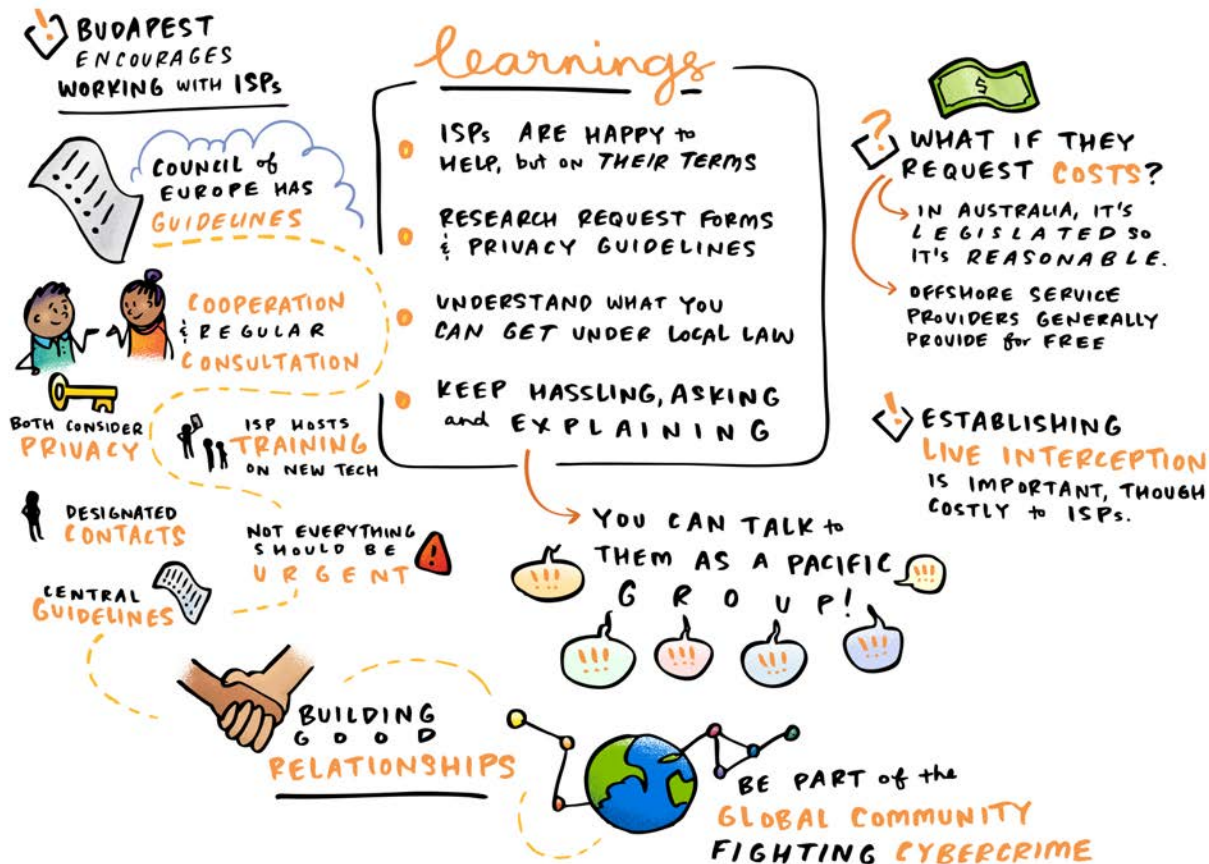 BUDAPEST
ENCOURAGES
WORKING WITH ISPs
COUNCIL of
EUROPE HAS
GUIDELINES
COOPERATION
& REGULAR
CONSULTATION
BOTH CONSIDER
PRIVACY
ISP HOSTS
TRAINING
ON NEW TECH
DESIGNATED
CONTACTS
NOT EVERYTHING
SHOULD BE
URGENT
CENTRAL
GUIDELINES
BUILDING
GOOD
RELATIONSHIPS
learnings
ISPs ARE HAPPY to
HELP, but on THEIR TERMS
RESEARCH REQUEST FORMS
& PRIVACY GUIDELINES
UNDERSTAND WHAT YOU
CAN GET UNDER LOCAL LAW
KEEP HASSLING, ASKING
and EXPLAINING
YOU CAN TALK to
THEM AS A PACIFIC
GROUP!
BE PART of the
GLOBAL COMMUNITY
FIGHTING CYBERCRIME
$
WHAT IF THEY
REQUEST COSTS?
IN AUSTRALIA, IT'S
LEGISLATED SO
IT'S REASONABLE.
OFFSHORE SERVICE
PROVIDERS GENERALLY
PROVIDE for FREE
ESTABLISHING
LIVE INTERCEPTION
IS IMPORTANT, THOUGH
COSTLY to ISPs.